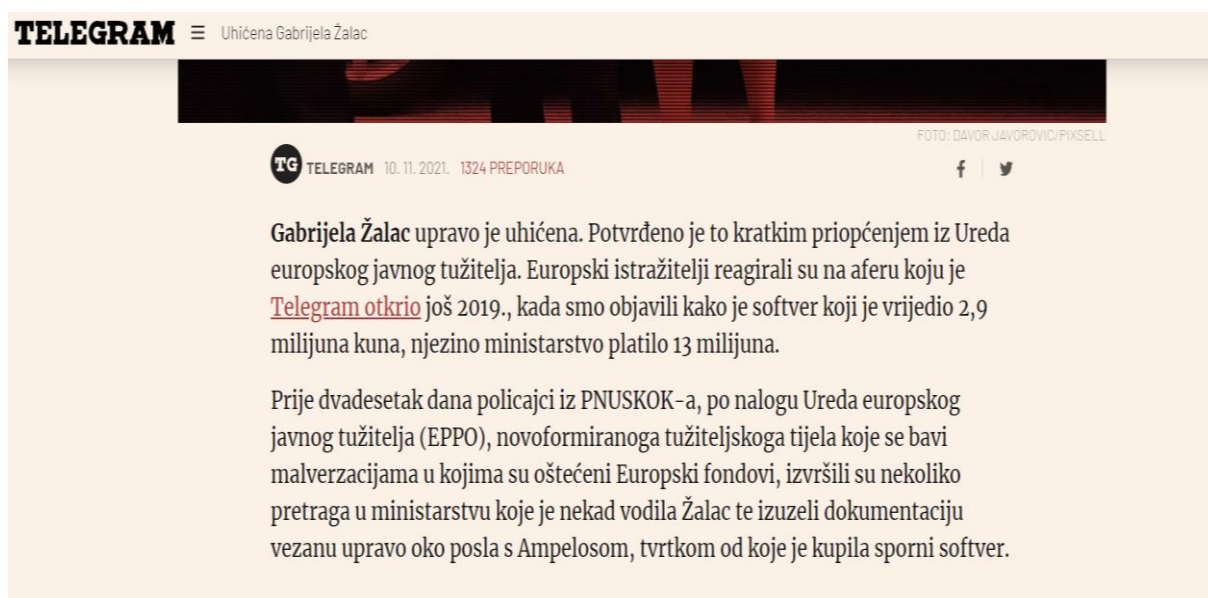 TELEGRAM ☰ Uhićena Gabrijela Žalac
FOTO: DAVOR JAVOROVIC/PIXSELL
TG TELEGRAM 10. 11. 2021. 1324 PREPORUKA
Gabrijela Žalac upravo je uhićena. Potvrđeno je to kratkim priopćenjem iz Ureda
europskog javnog tužitelja. Europski istražitelji reagirali su na aferu koju je
Telegram otkrio još 2019., kada smo objavili kako je softver koji je vrijedio 2,9
milijuna kuna, njezino ministarstvo platilo 13 milijuna.
Prije dvadesetak dana policajci iz PNUSKOK-a, po nalogu Ureda europskog
javnog tužitelja (EPPO), novoformiranoga tužiteljskoga tijela koje se bavi
malverzacijama u kojima su oštećeni Europski fondovi, izvršili su nekoliko
pretraga u ministarstvu koje je nekad vodila Žalac te izuzeli dokumentaciju
vezanu upravo oko posla s Ampelosom, tvrtkom od koje je kupila sporni softver.